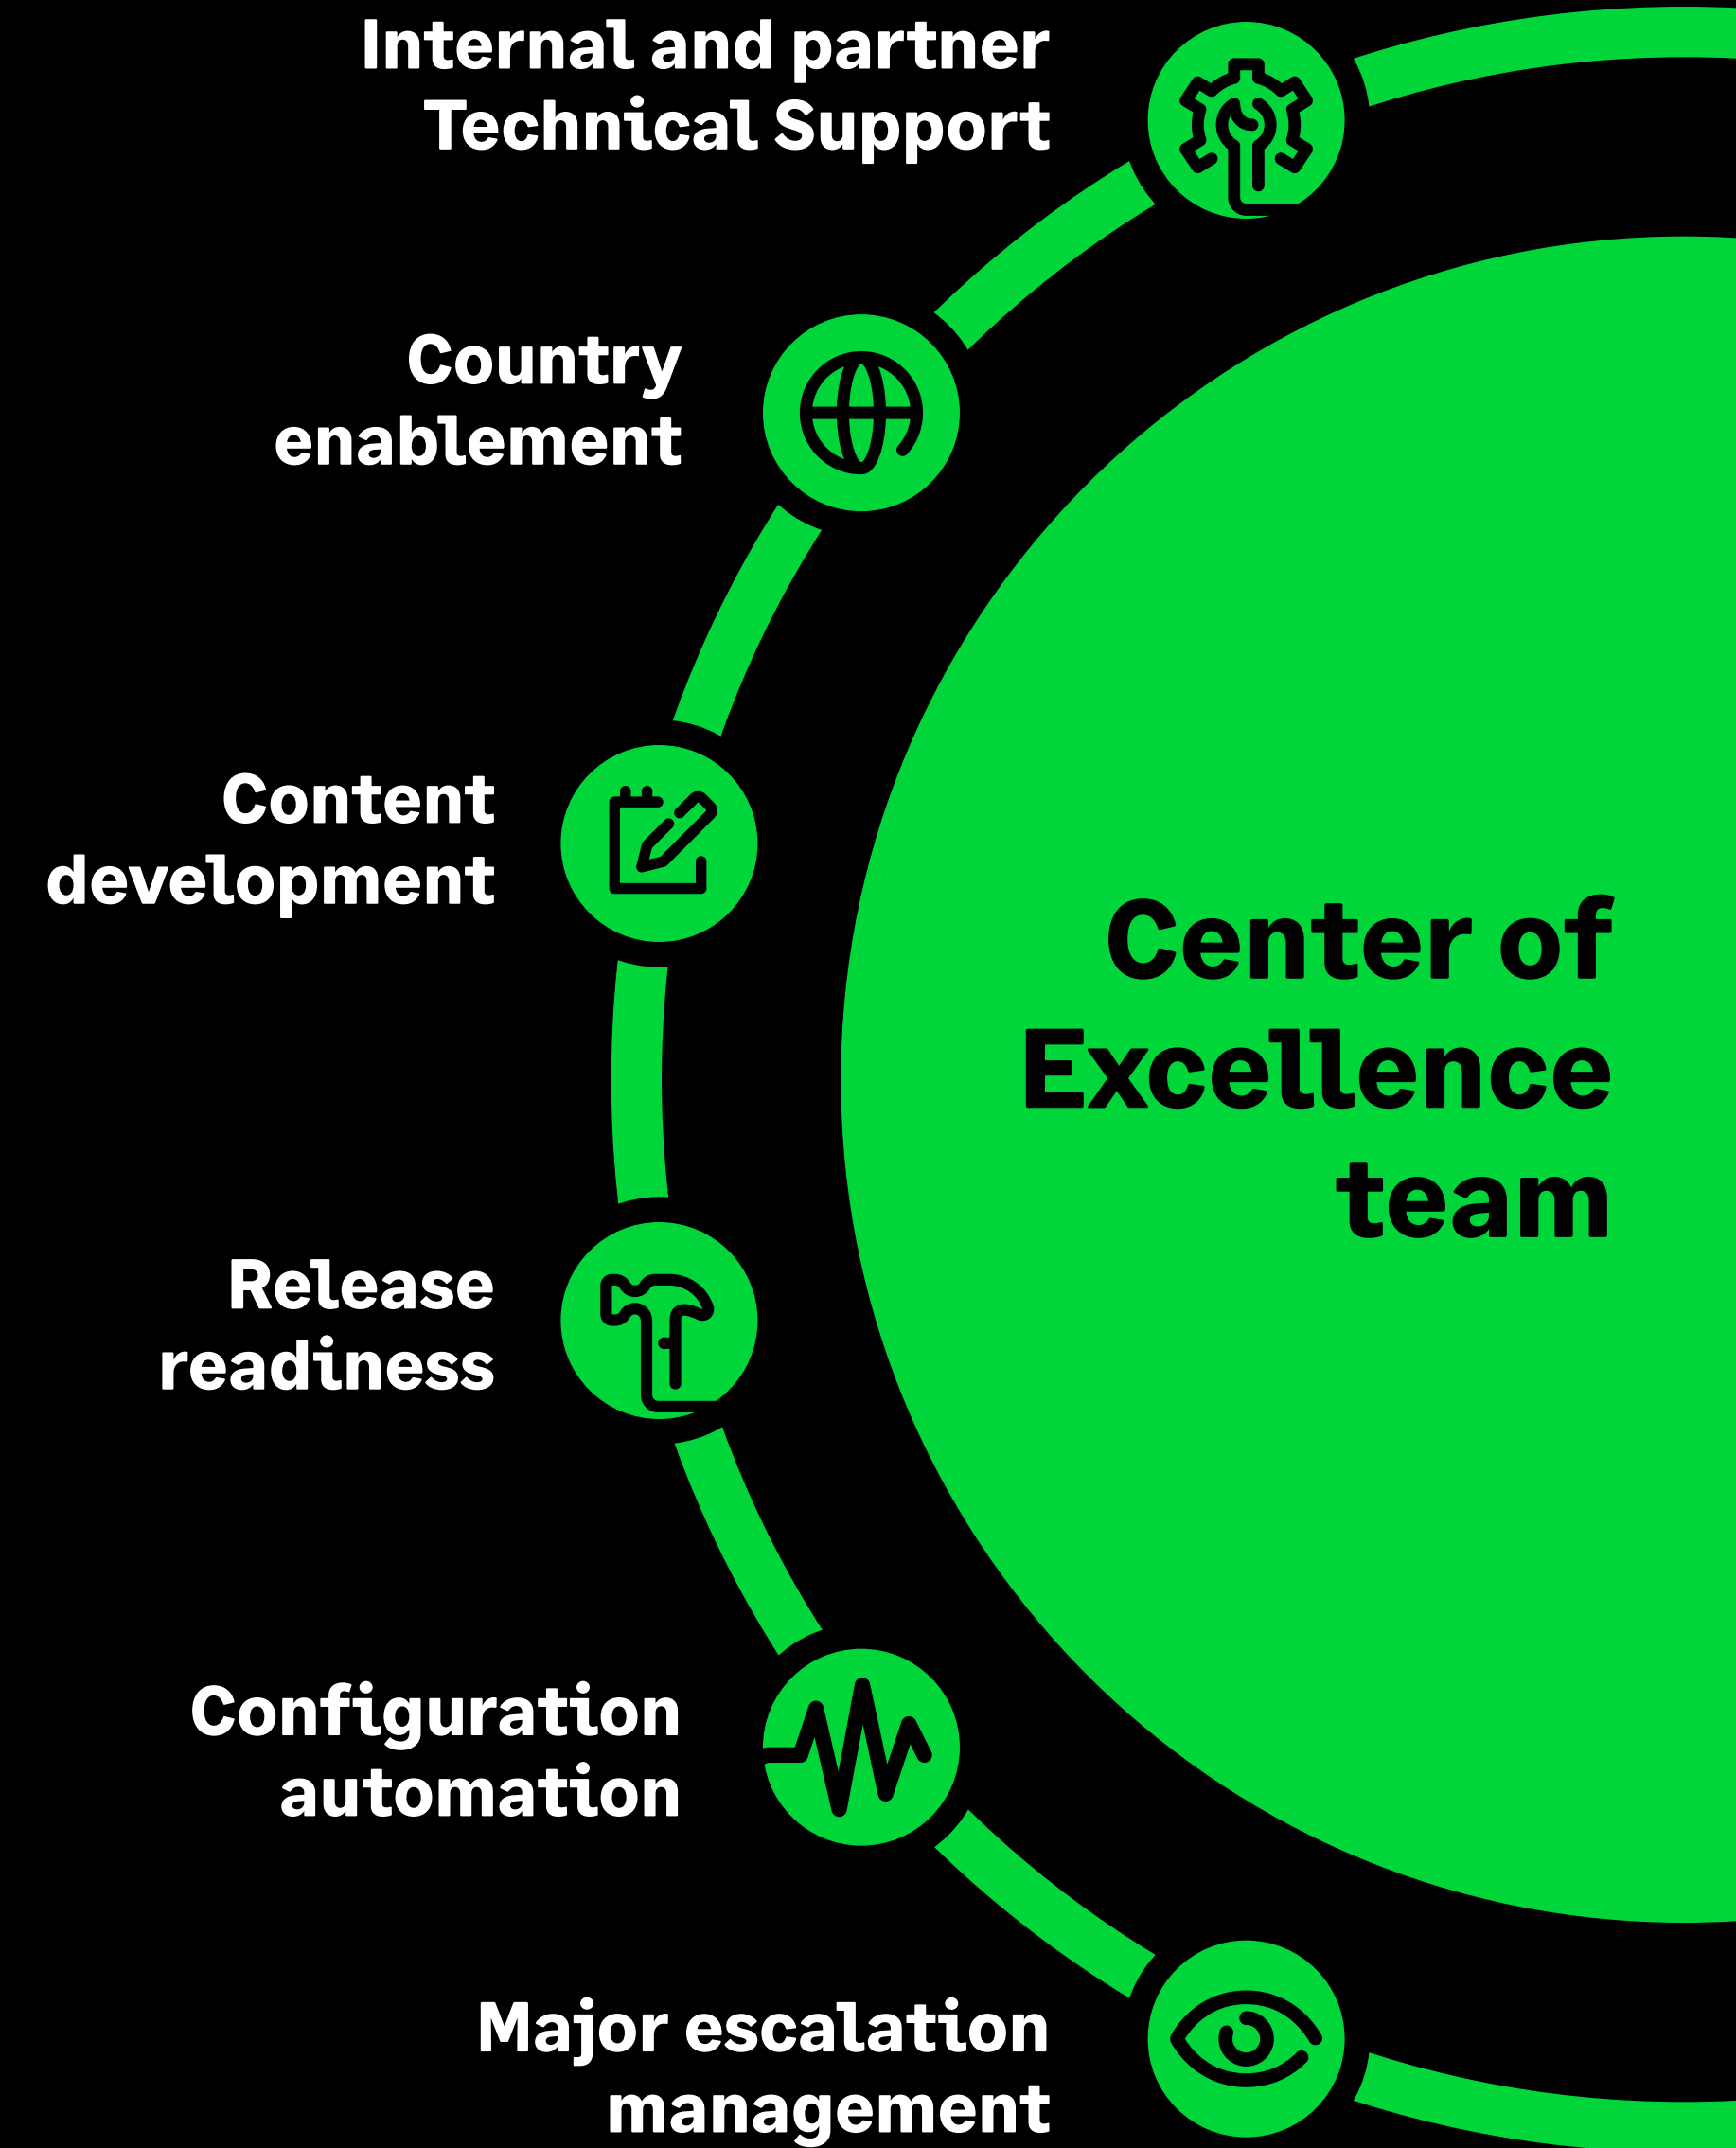 Internal and partner
Technical Support
Country
enablement
Content
development
Center of
Excellence
team
Release
readiness
Configuration
automation
Major escalation
management